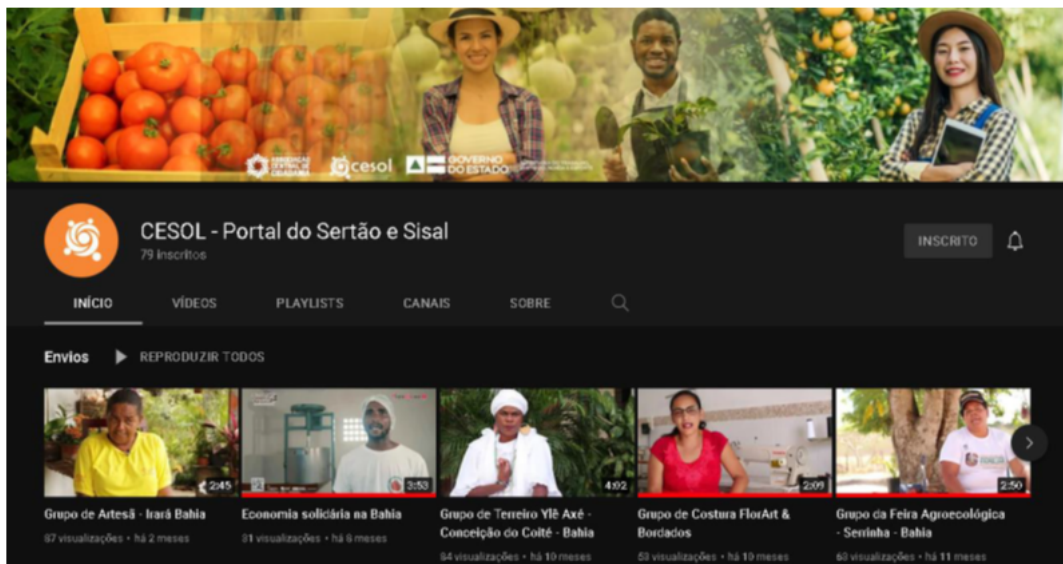 ASSOCIAÇÃO
CENTRAL DE
CIDADANIA
cesol
GOVERNO
DO ESTADO
CESOL - Portal do Sertão e Sisal
79 inscritos
INSCRITO
INÍCIO VÍDEOS PLAYLISTS CANAIS SOBRE
Envios REPRODUZIR TODOS
2:45 3:53 4:02 2:09 2:50
Grupo de Artesã - Irará Bahia
67 visualizações • há 2 meses
Economia solidária na Bahia
31 visualizações • há 6 meses
Grupo de Terreiro Ylê Axé -
Conceição do Coité - Bahia
84 visualizações • há 10 meses
Grupo de Costura FlorArt &
Bordados
53 visualizações • há 10 meses
Grupo da Feira Agroecológica
- Serrinha - Bahia
63 visualizações • há 11 meses